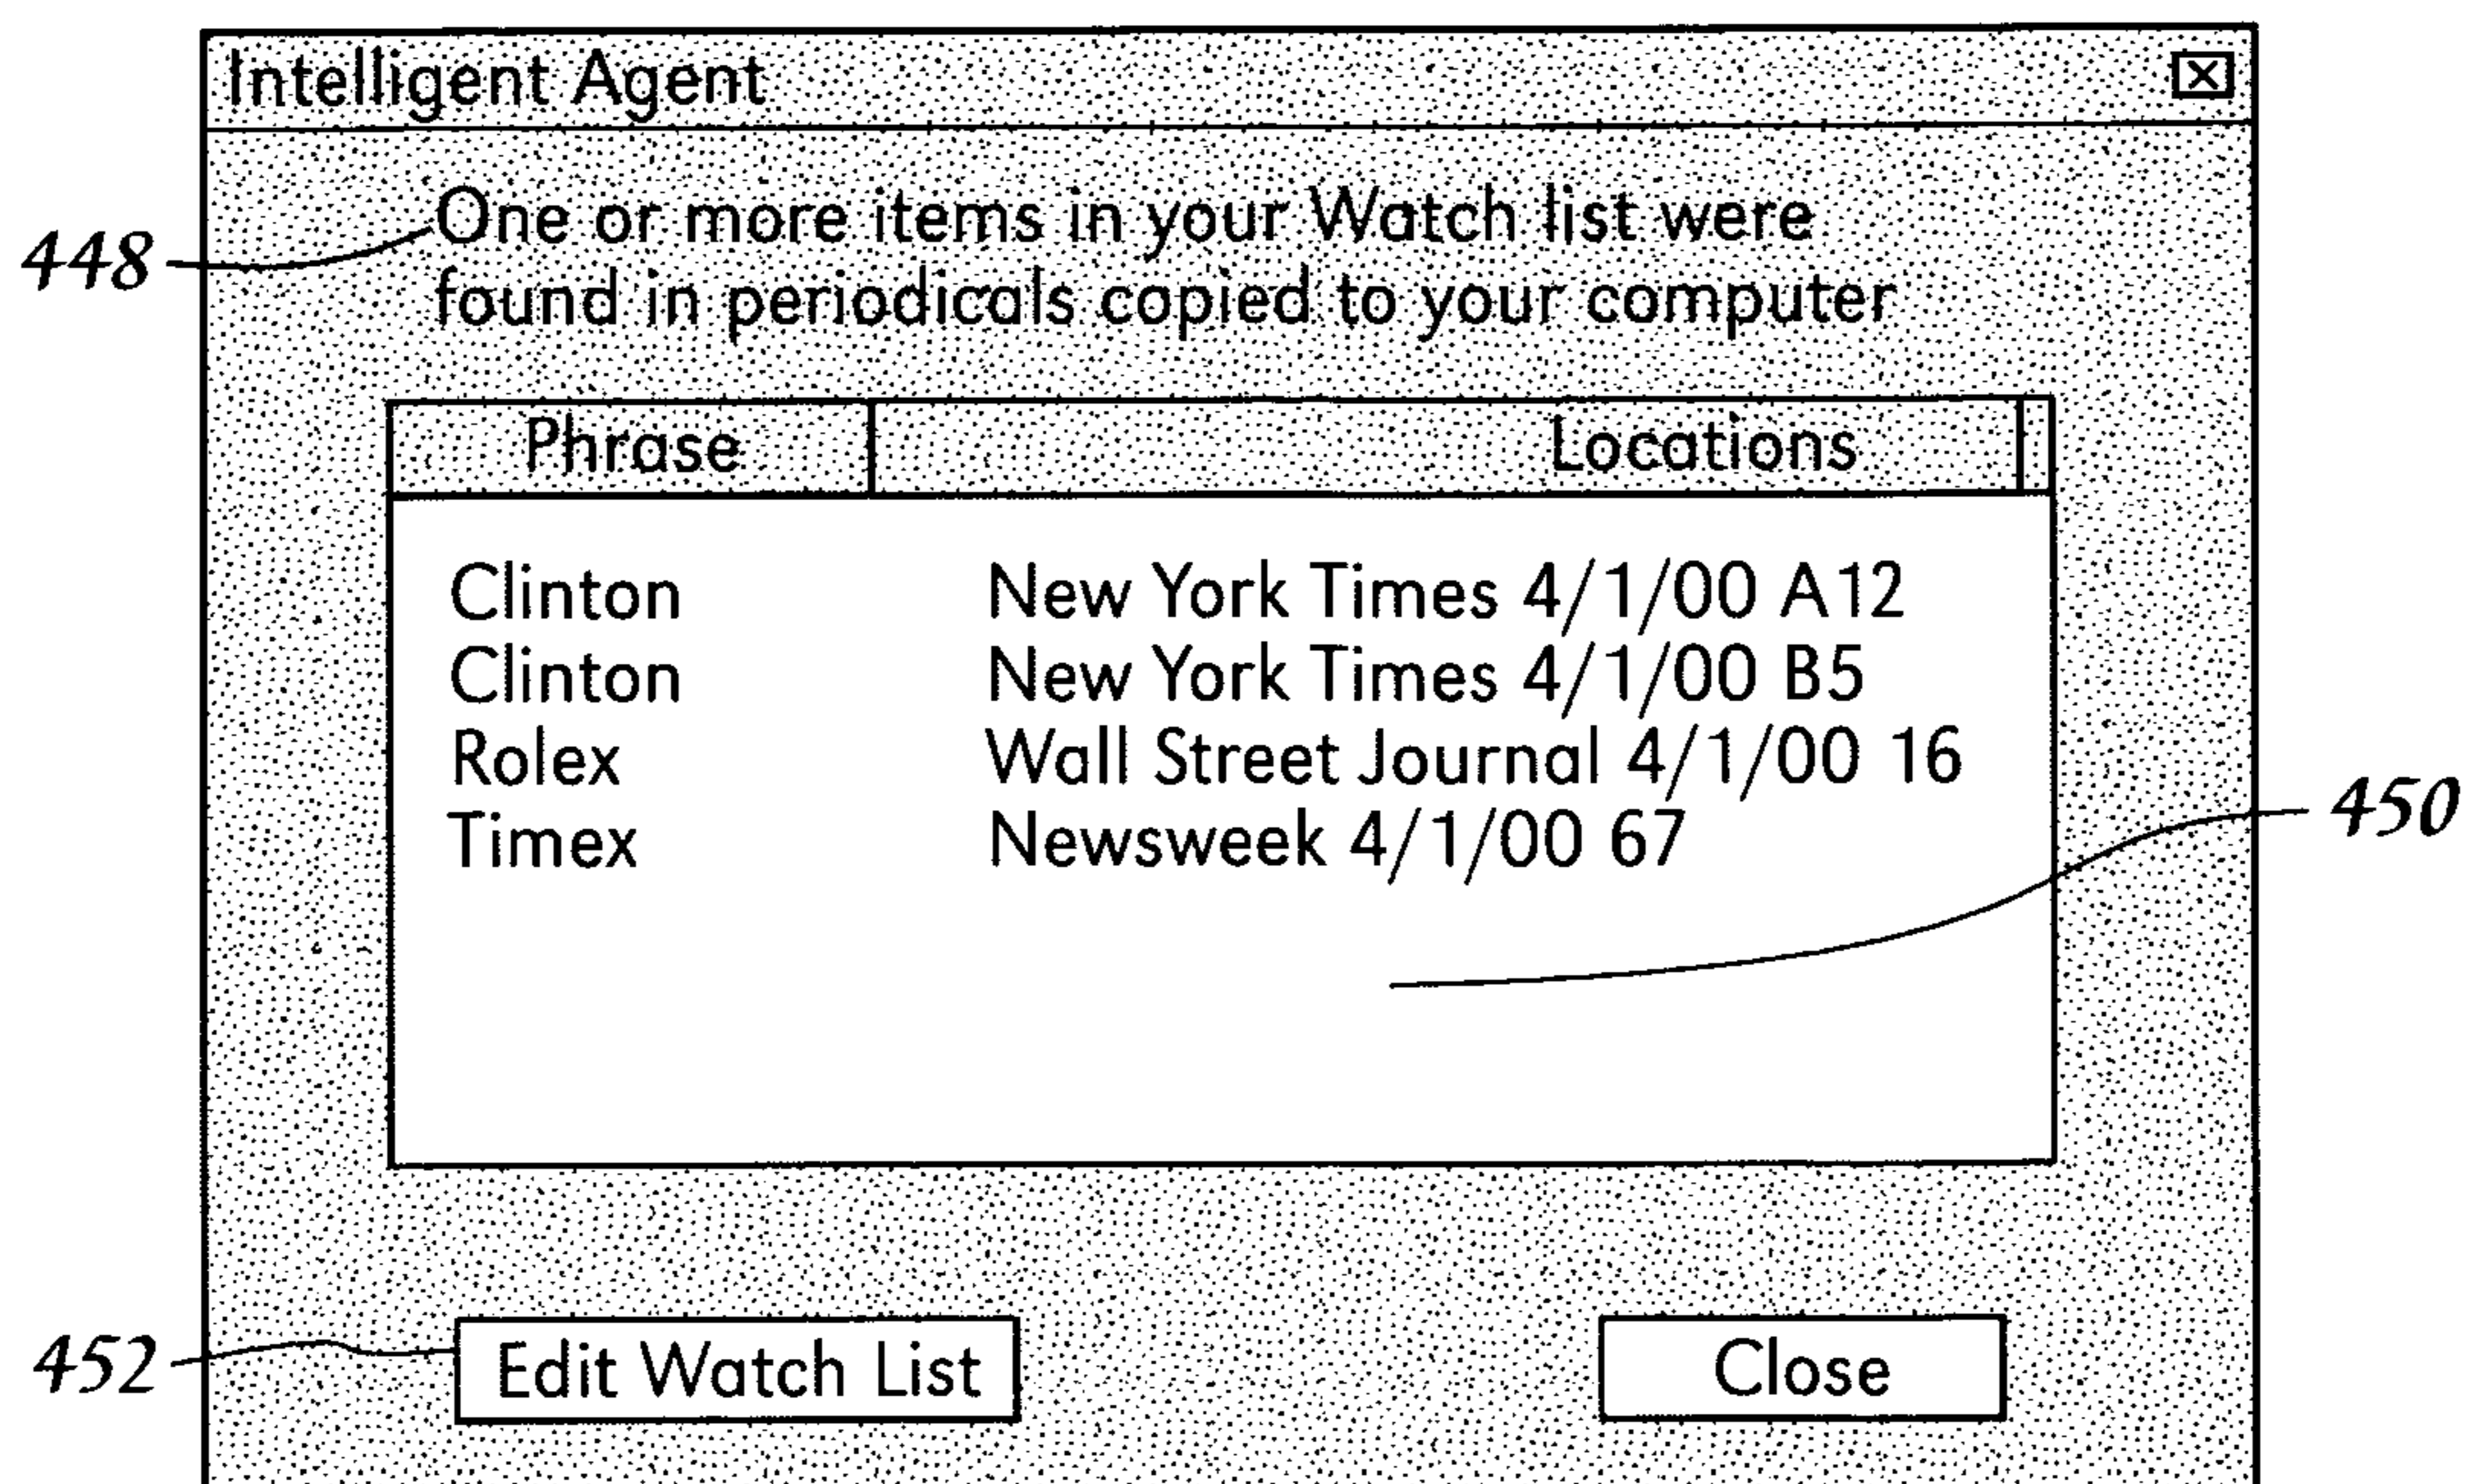 Intelligent Agent
448
One or more items in your Watch list were
found in periodicals copied to your computer
Phrase Locations
Clinton New York Times 4/1/00 A12
Clinton New York Times 4/1/00 B5
Rolex Wall Street Journal 4/1/00 16
Timex Newsweek 4/1/00 67
450
452
Edit Watch List Close